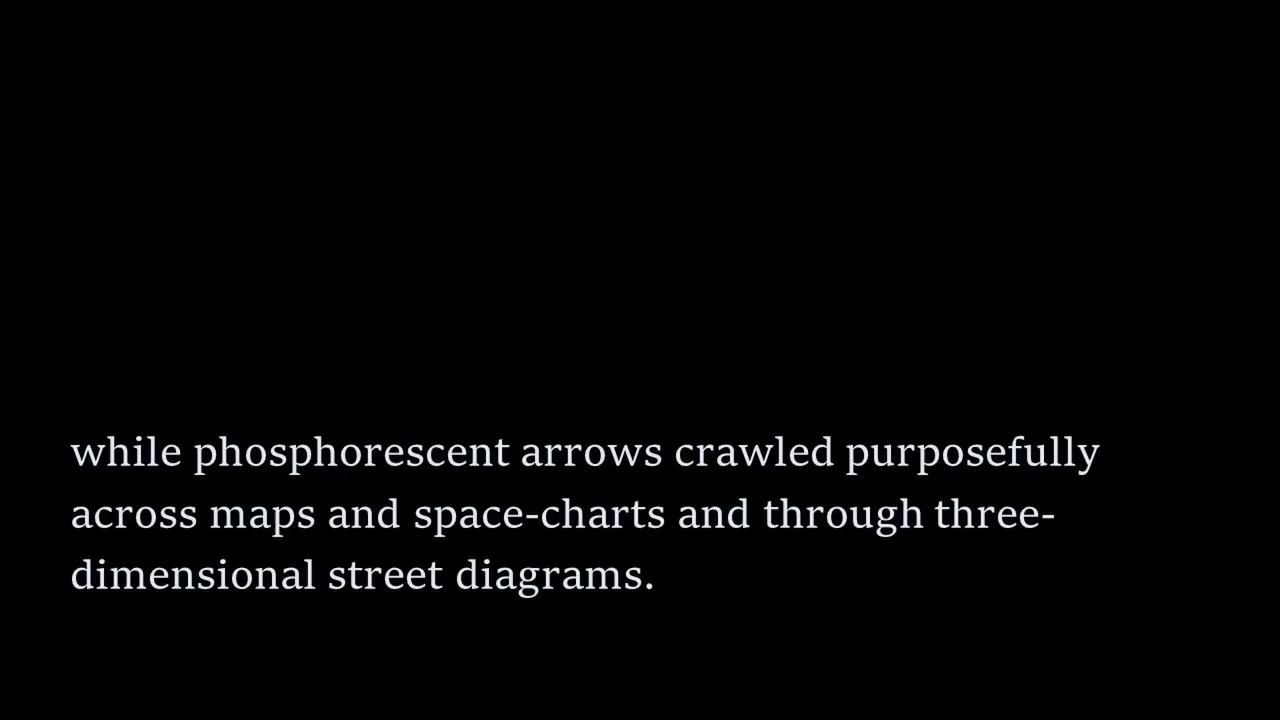 while phosphorescent arrows crawled purposefully
across maps and space-charts and through three-
dimensional street diagrams.